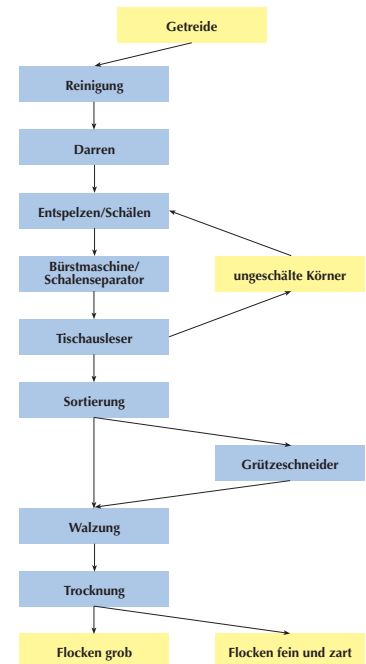 Getreide
Reinigung
Darren
Entspelzen/Schälen
Bürstmaschine/
Schalenseparator
ungeschälte Körner
Tischausleser
Sortierung
Grützeschneider
Walzung
Trocknung
Flocken grob
Flocken fein und zart